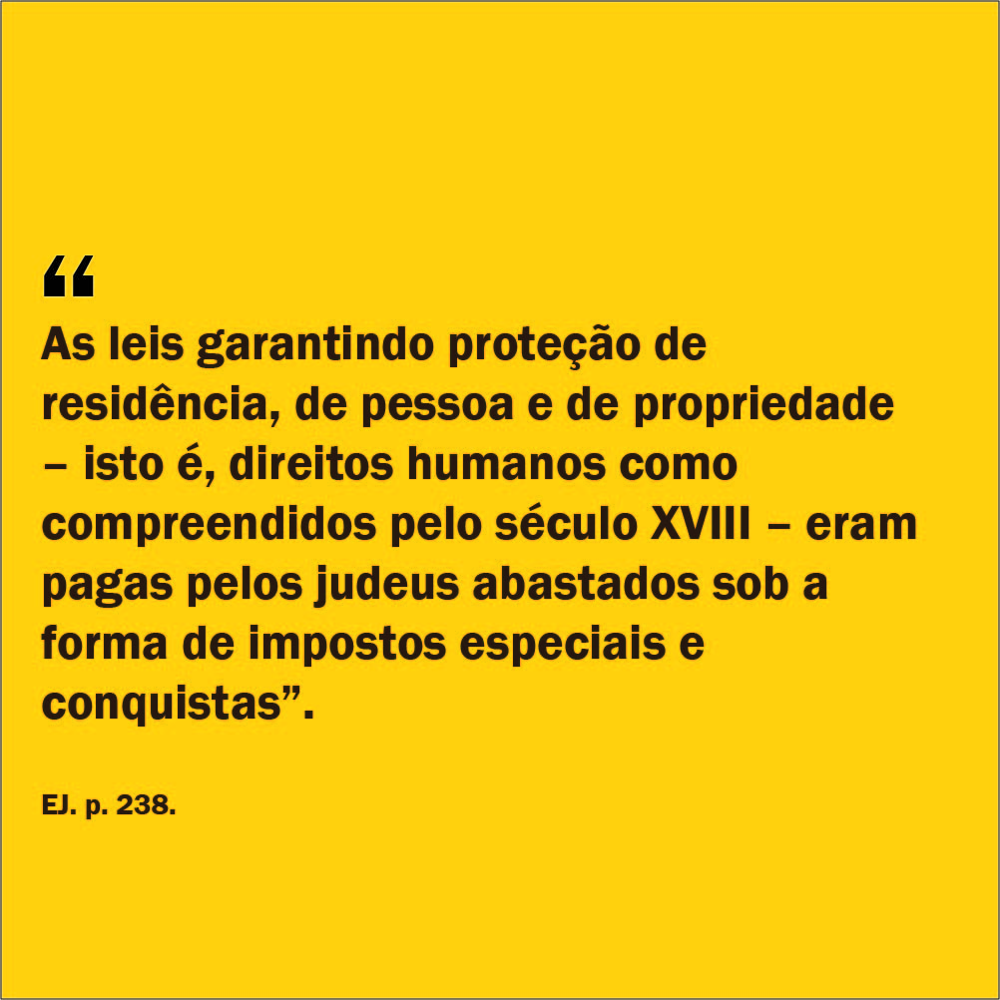 “
As leis garantindo proteção de
residência, de pessoa e de propriedade
– isto é, direitos humanos como
compreendidos pelo século XVIII – eram
pagas pelos judeus abastados sob a
forma de impostos especiais e
conquistas”.
EJ. p. 238.